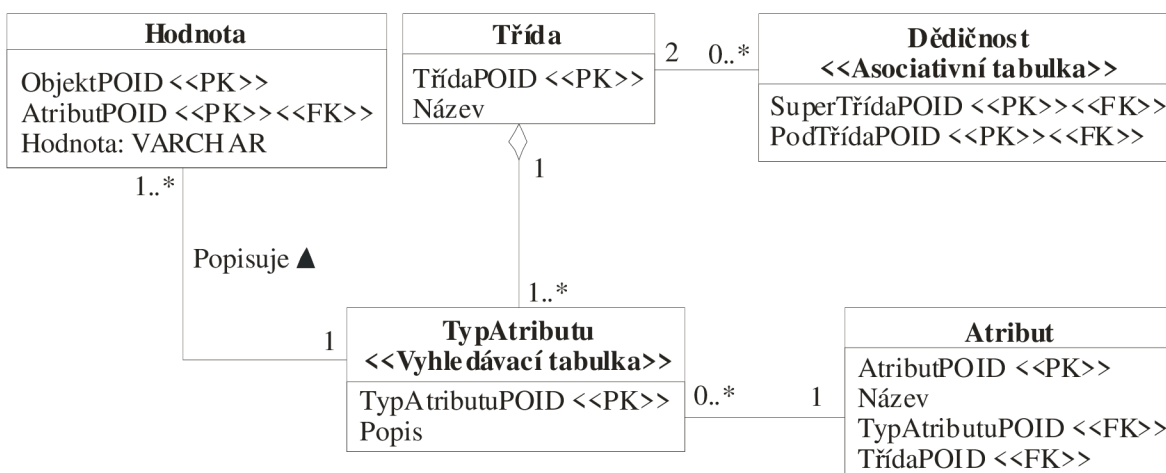 Hodnota
ObjektPOID <<PK>>
AtributPOID <<PK>><<FK>>
Hodnota: VARCHAR
Třída
TřídaPOID <<PK>>
Název
2
0..*
Dědičnost
<<Asociativní tabulka>>
SuperTřídaPOID <<PK>><<FK>>
PodTřídaPOID <<PK>><<FK>>
1..*
1
Popisuje ▲
1..*
1
TypAtributu
<<Vyhledávací tabulka>>
TypAtributuPOID <<PK>>
Popis
0..*
1
Atribut
AtributPOID <<PK>>
Název
TypAtributuPOID <<FK>>
TřídaPOID <<FK>>